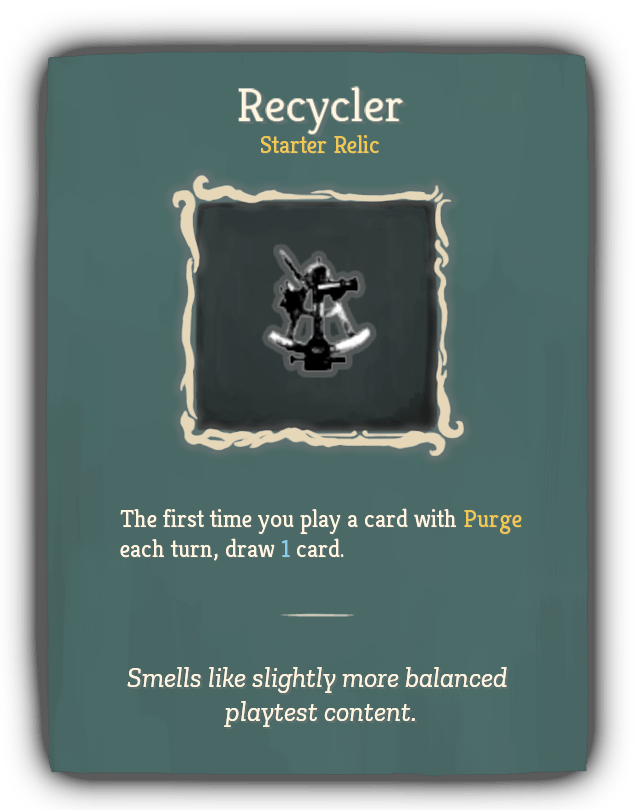 Recycler
Starter Relic
The first time you play a card with Purge
each turn, draw 1 card.
Smells like slightly more balanced
playtest content.